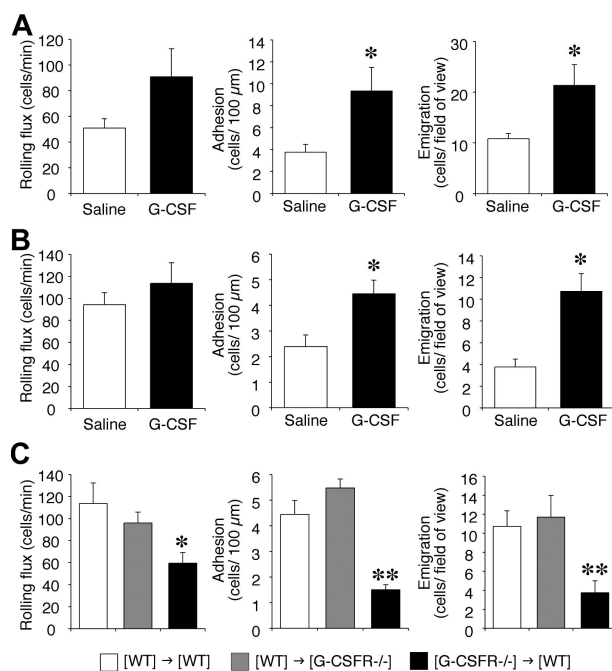 A
Rolling flux (cells/min)
120
100
80
60
40
20
0
Saline
G-CSF
Adhesion
(cells/ 100 µm)
14
12
10
8
6
4
2
0
*
Saline
G-CSF
Emigration
(cells/ field of view)
30
20
10
0
*
Saline
G-CSF
B
Rolling flux (cells/min)
140
120
100
80
60
40
20
0
Saline
G-CSF
Adhesion
(cells/ 100 µm)
6
5
4
3
2
1
0
*
Saline
G-CSF
Emigration
(cells/ field of view)
14
12
10
8
6
4
2
0
*
Saline
G-CSF
C
Rolling flux (cells/min)
140
120
100
80
60
40
20
0
*
Adhesion
(cells/ 100 µm)
6
5
4
3
2
1
0
**
Emigration
(cells/ field of view)
16
14
12
10
8
6
4
2
0
**
[WT] → [WT]
[WT] → [G-CSFR-/-]
[G-CSFR-/-] → [WT]